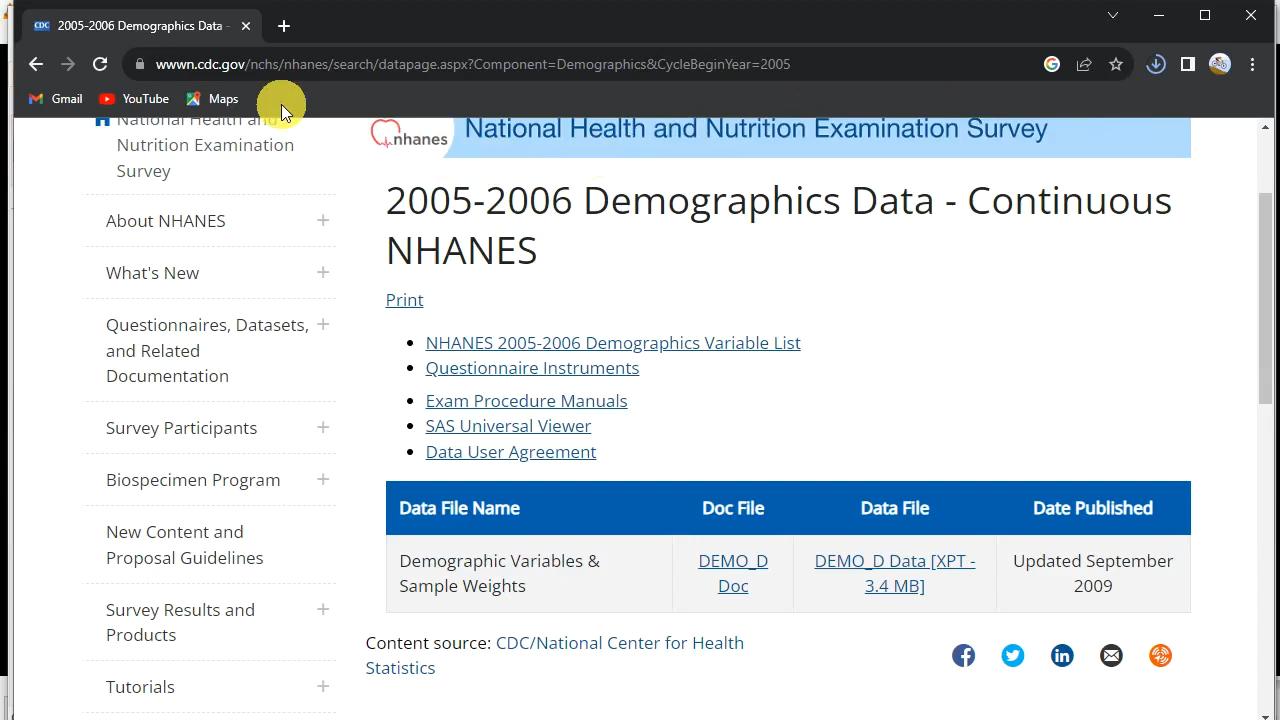 CDC 2005-2006 Demographics Data -
wwwn.cdc.gov/nchs/nhanes/search/datapage.aspx?Component=Demographics&CycleBeginYear=2005
Gmail YouTube Maps
National Health and
Nutrition Examination
Survey
About NHANES
What's New
Questionnaires, Datasets,
and Related
Documentation
Survey Participants
Biospecimen Program
New Content and
Proposal Guidelines
Survey Results and
Products
Tutorials
nhanes National Health and Nutrition Examination Survey
2005-2006 Demographics Data - Continuous
NHANES
Print
NHANES 2005-2006 Demographics Variable List
Questionnaire Instruments
Exam Procedure Manuals
SAS Universal Viewer
Data User Agreement
Data File Name Doc File Data File Date Published
Demographic Variables & DEMO_D DEMO_D Data [XPT - Updated September
Sample Weights Doc 3.4 MB] 2009
Content source: CDC/National Center for Health
Statistics